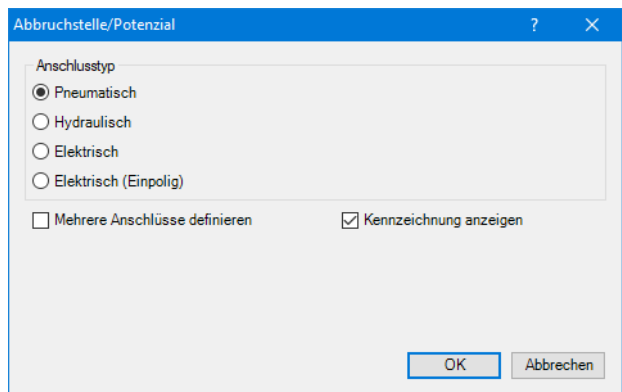 Abbruchstelle/Potenzial ?
Anschlusstyp
Pneumatisch
Hydraulisch
Elektrisch
Elektrisch (Einpolig)
Mehrere Anschlüsse definieren Kennzeichnung anzeigen
OK Abbrechen